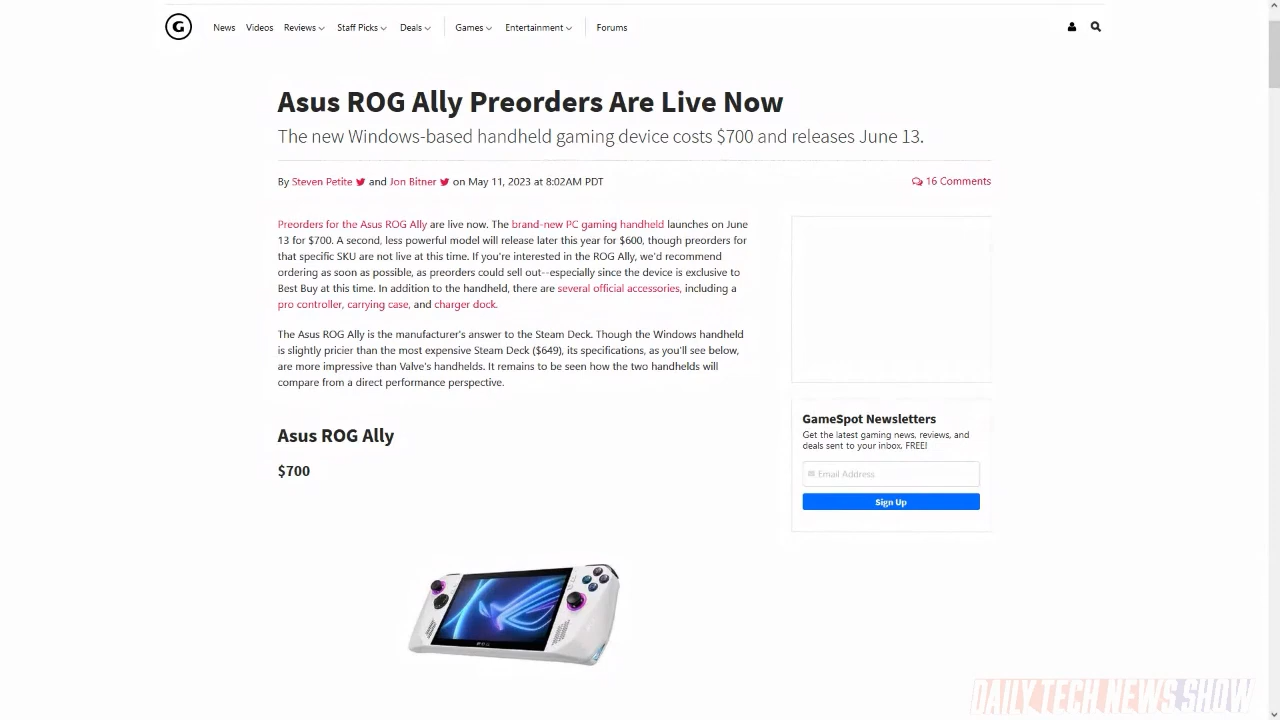 G
News Videos Reviews Staff Picks Deals Games Entertainment Forums
Asus ROG Ally Preorders Are Live Now
The new Windows-based handheld gaming device costs $700 and releases June 13.
By Steven Petite and Jon Bitner on May 11, 2023 at 8:02AM PDT
16 Comments
Preorders for the Asus ROG Ally are live now. The brand-new PC gaming handheld launches on June
13 for $700. A second, less powerful model will release later this year for $600, though preorders for
that specific SKU are not live at this time. If you're interested in the ROG Ally, we'd recommend
ordering as soon as possible, as preorders could sell out--especially since the device is exclusive to
Best Buy at this time. In addition to the handheld, there are several official accessories, including a
pro controller, carrying case, and charger dock.
The Asus ROG Ally is the manufacturer's answer to the Steam Deck. Though the Windows handheld
is slightly pricier than the most expensive Steam Deck ($649), its specifications, as you'll see below,
are more impressive than Valve's handhelds. It remains to be seen how the two handhelds will
compare from a direct performance perspective.
Asus ROG Ally
$700
GameSpot Newsletters
Get the latest gaming news, reviews, and
deals sent to your inbox. FREE!
Email Address
Sign Up
DAILY TECH NEWS SHOW